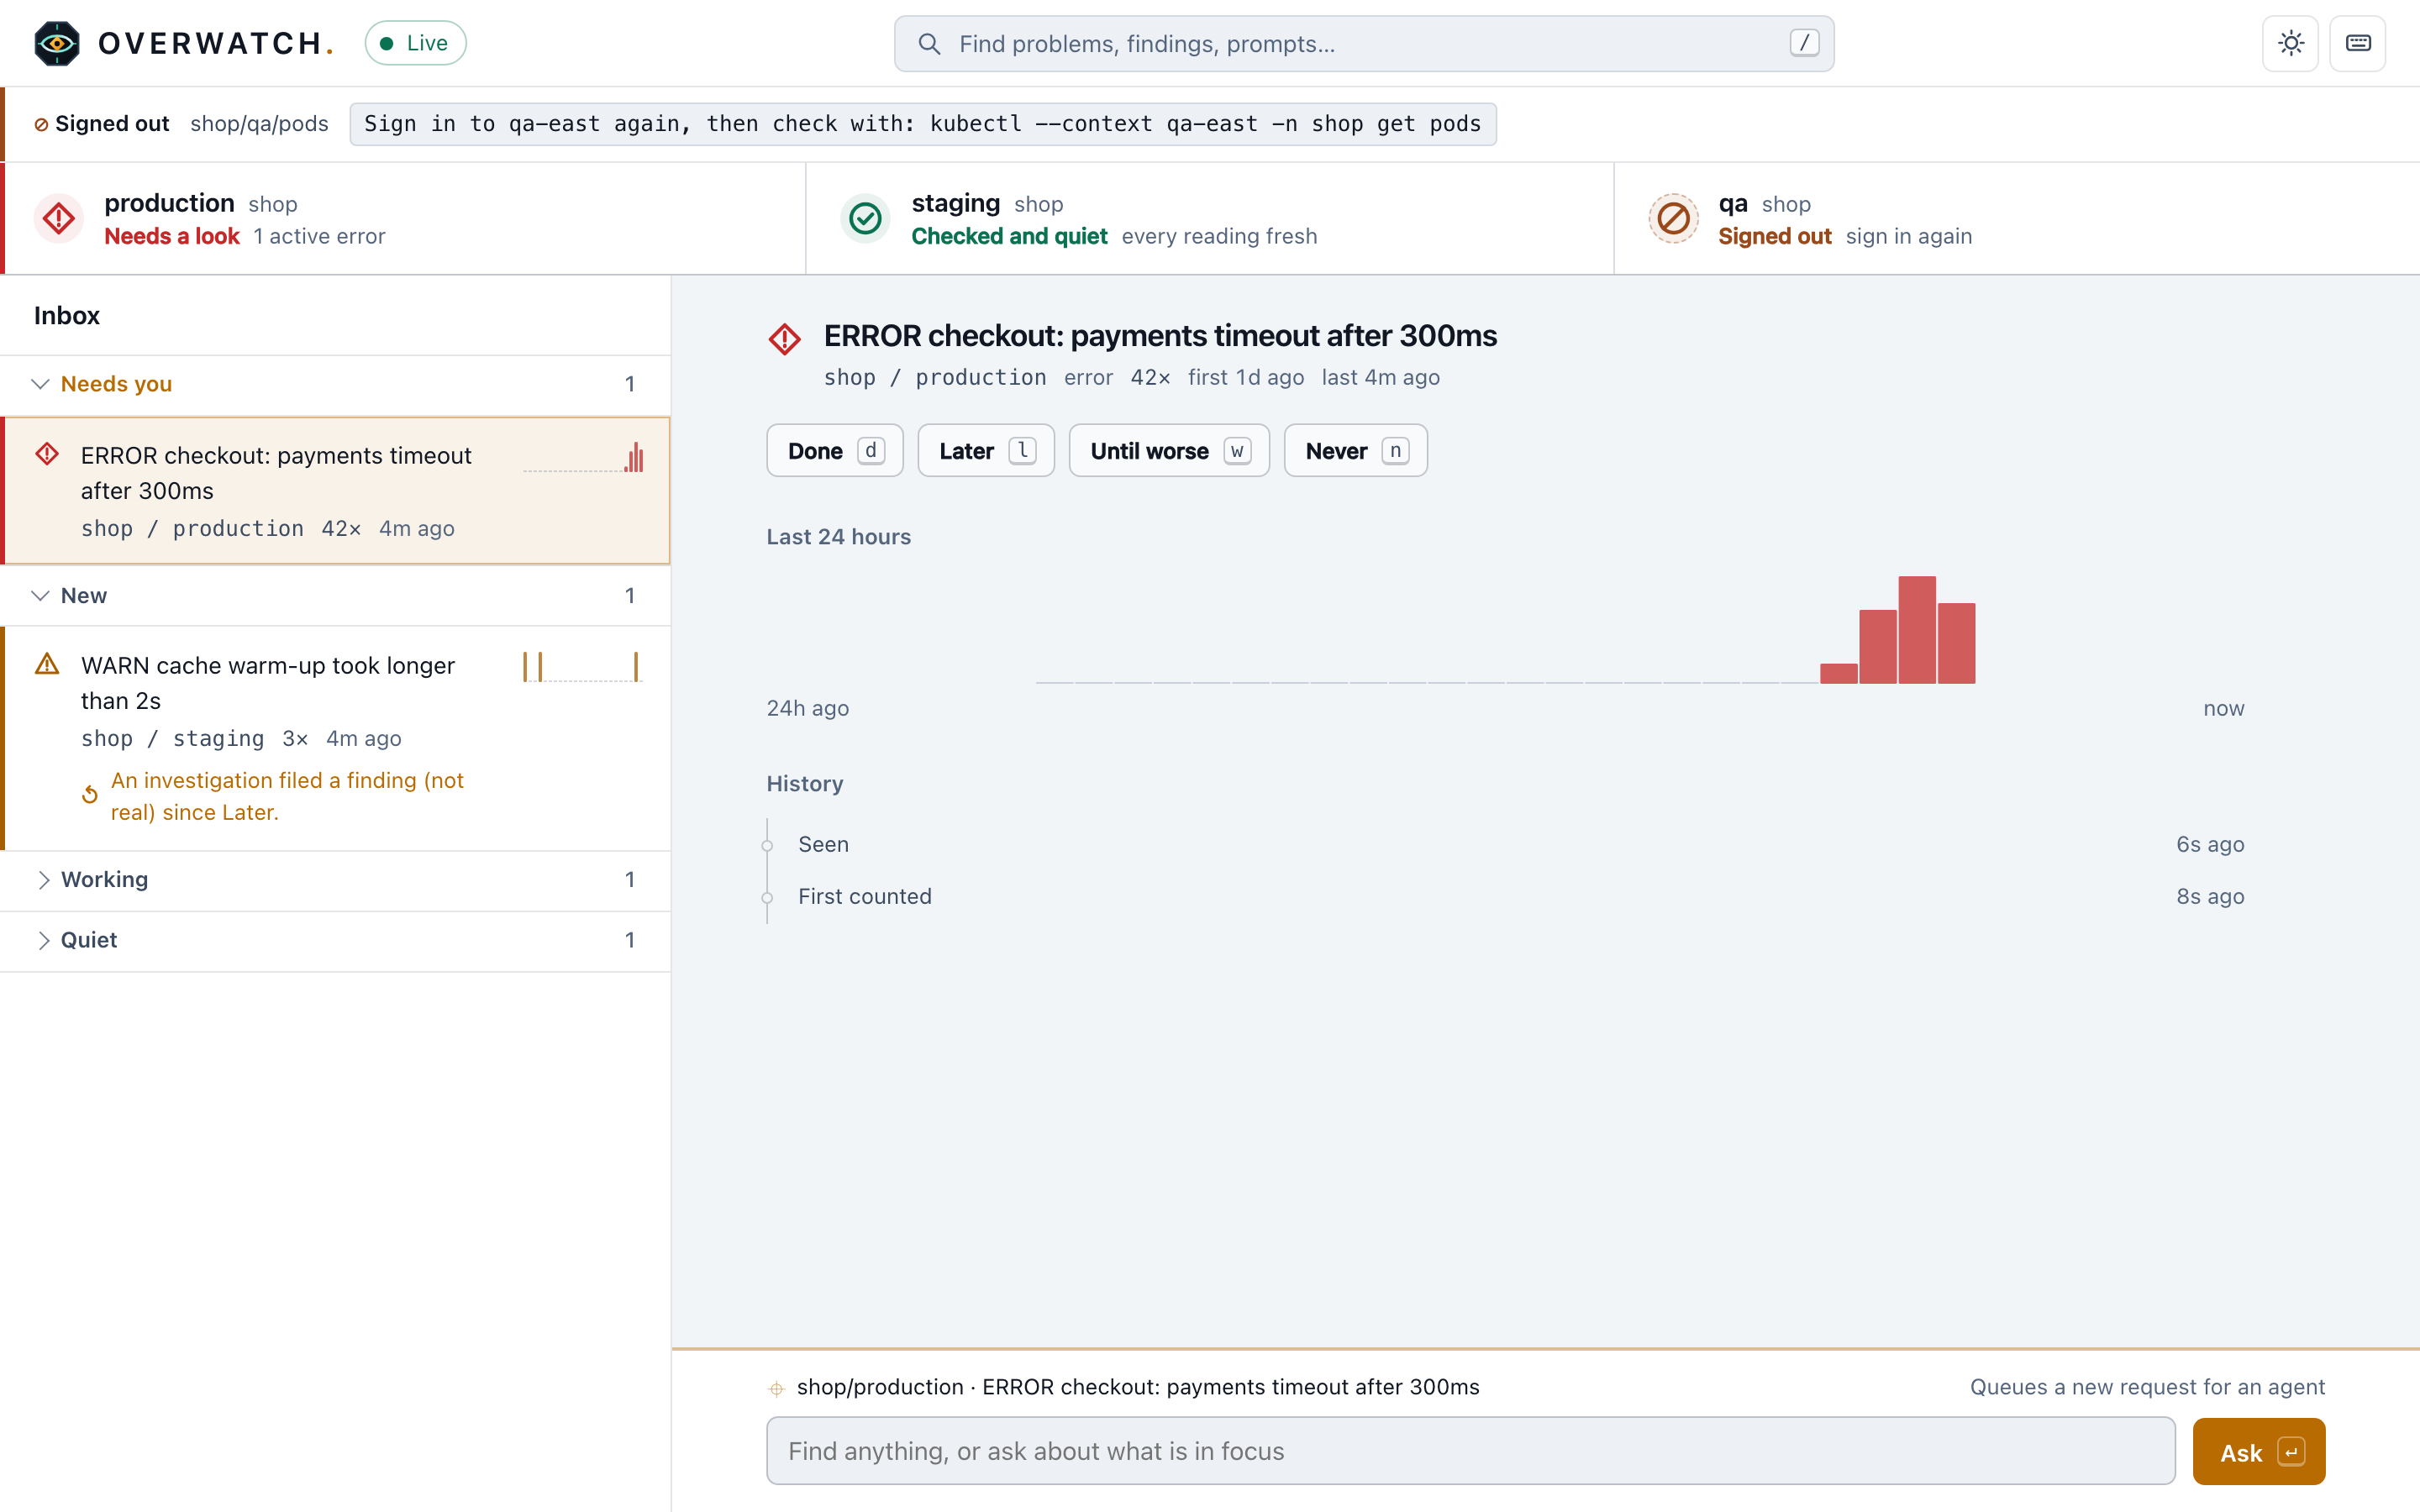 OVERWATCH.
Live
Find problems, findings, prompts...
/
Signed out shop/qa/pods Sign in to qa-east again, then check with: kubectl --context qa-east -n shop get pods
production shop
Needs a look 1 active error
staging shop
Checked and quiet every reading fresh
qa shop
Signed out sign in again
Inbox
Needs you 1
ERROR checkout: payments timeout
after 300ms
shop / production 42× 4m ago
New 1
WARN cache warm-up took longer
than 2s
shop / staging 3× 4m ago
An investigation filed a finding (not
real) since Later.
Working 1
Quiet 1
ERROR checkout: payments timeout after 300ms
shop / production error 42× first 1d ago last 4m ago
Done d Later l Until worse w Never n
Last 24 hours
24h ago now
History
Seen 6s ago
First counted 8s ago
shop/production · ERROR checkout: payments timeout after 300ms
Queues a new request for an agent
Find anything, or ask about what is in focus
Ask ↵